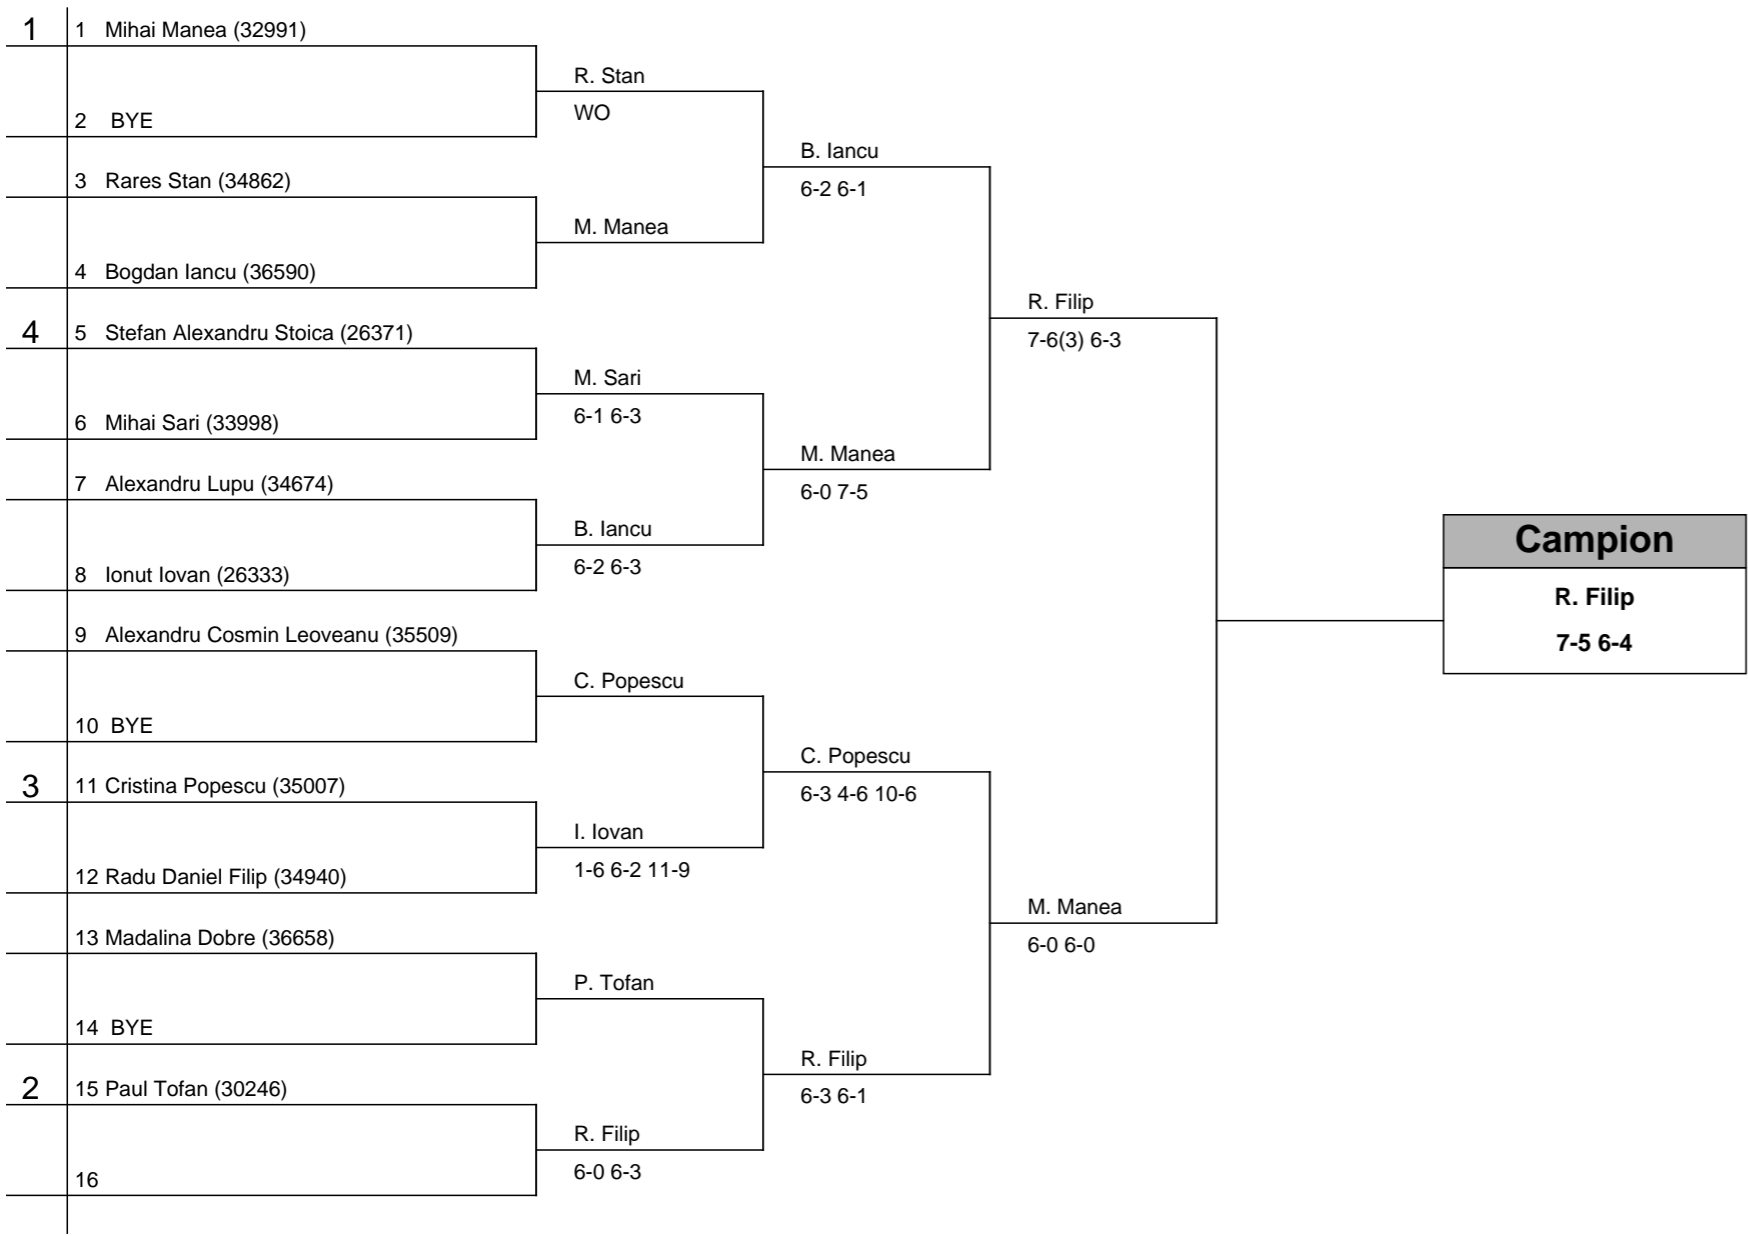 1 1 Mihai Manea (32991)
R. Stan
2 BYE
WO
B. Iancu
3 Rares Stan (34862)
6-2 6-1
M. Manea
4 Bogdan Iancu (36590)
R. Filip
4 5 Stefan Alexandru Stoica (26371)
7-6(3) 6-3
M. Sari
6 Mihai Sari (33998)
6-1 6-3
M. Manea
7 Alexandru Lupu (34674)
6-0 7-5
B. Iancu
8 Ionut Iovan (26333)
6-2 6-3
Campion
R. Filip
7-5 6-4
9 Alexandru Cosmin Leoveanu (35509)
C. Popescu
10 BYE
C. Popescu
3 11 Cristina Popescu (35007)
6-3 4-6 10-6
I. Iovan
12 Radu Daniel Filip (34940)
1-6 6-2 11-9
M. Manea
13 Madalina Dobre (36658)
6-0 6-0
P. Tofan
14 BYE
R. Filip
2 15 Paul Tofan (30246)
6-3 6-1
R. Filip
16
6-0 6-3